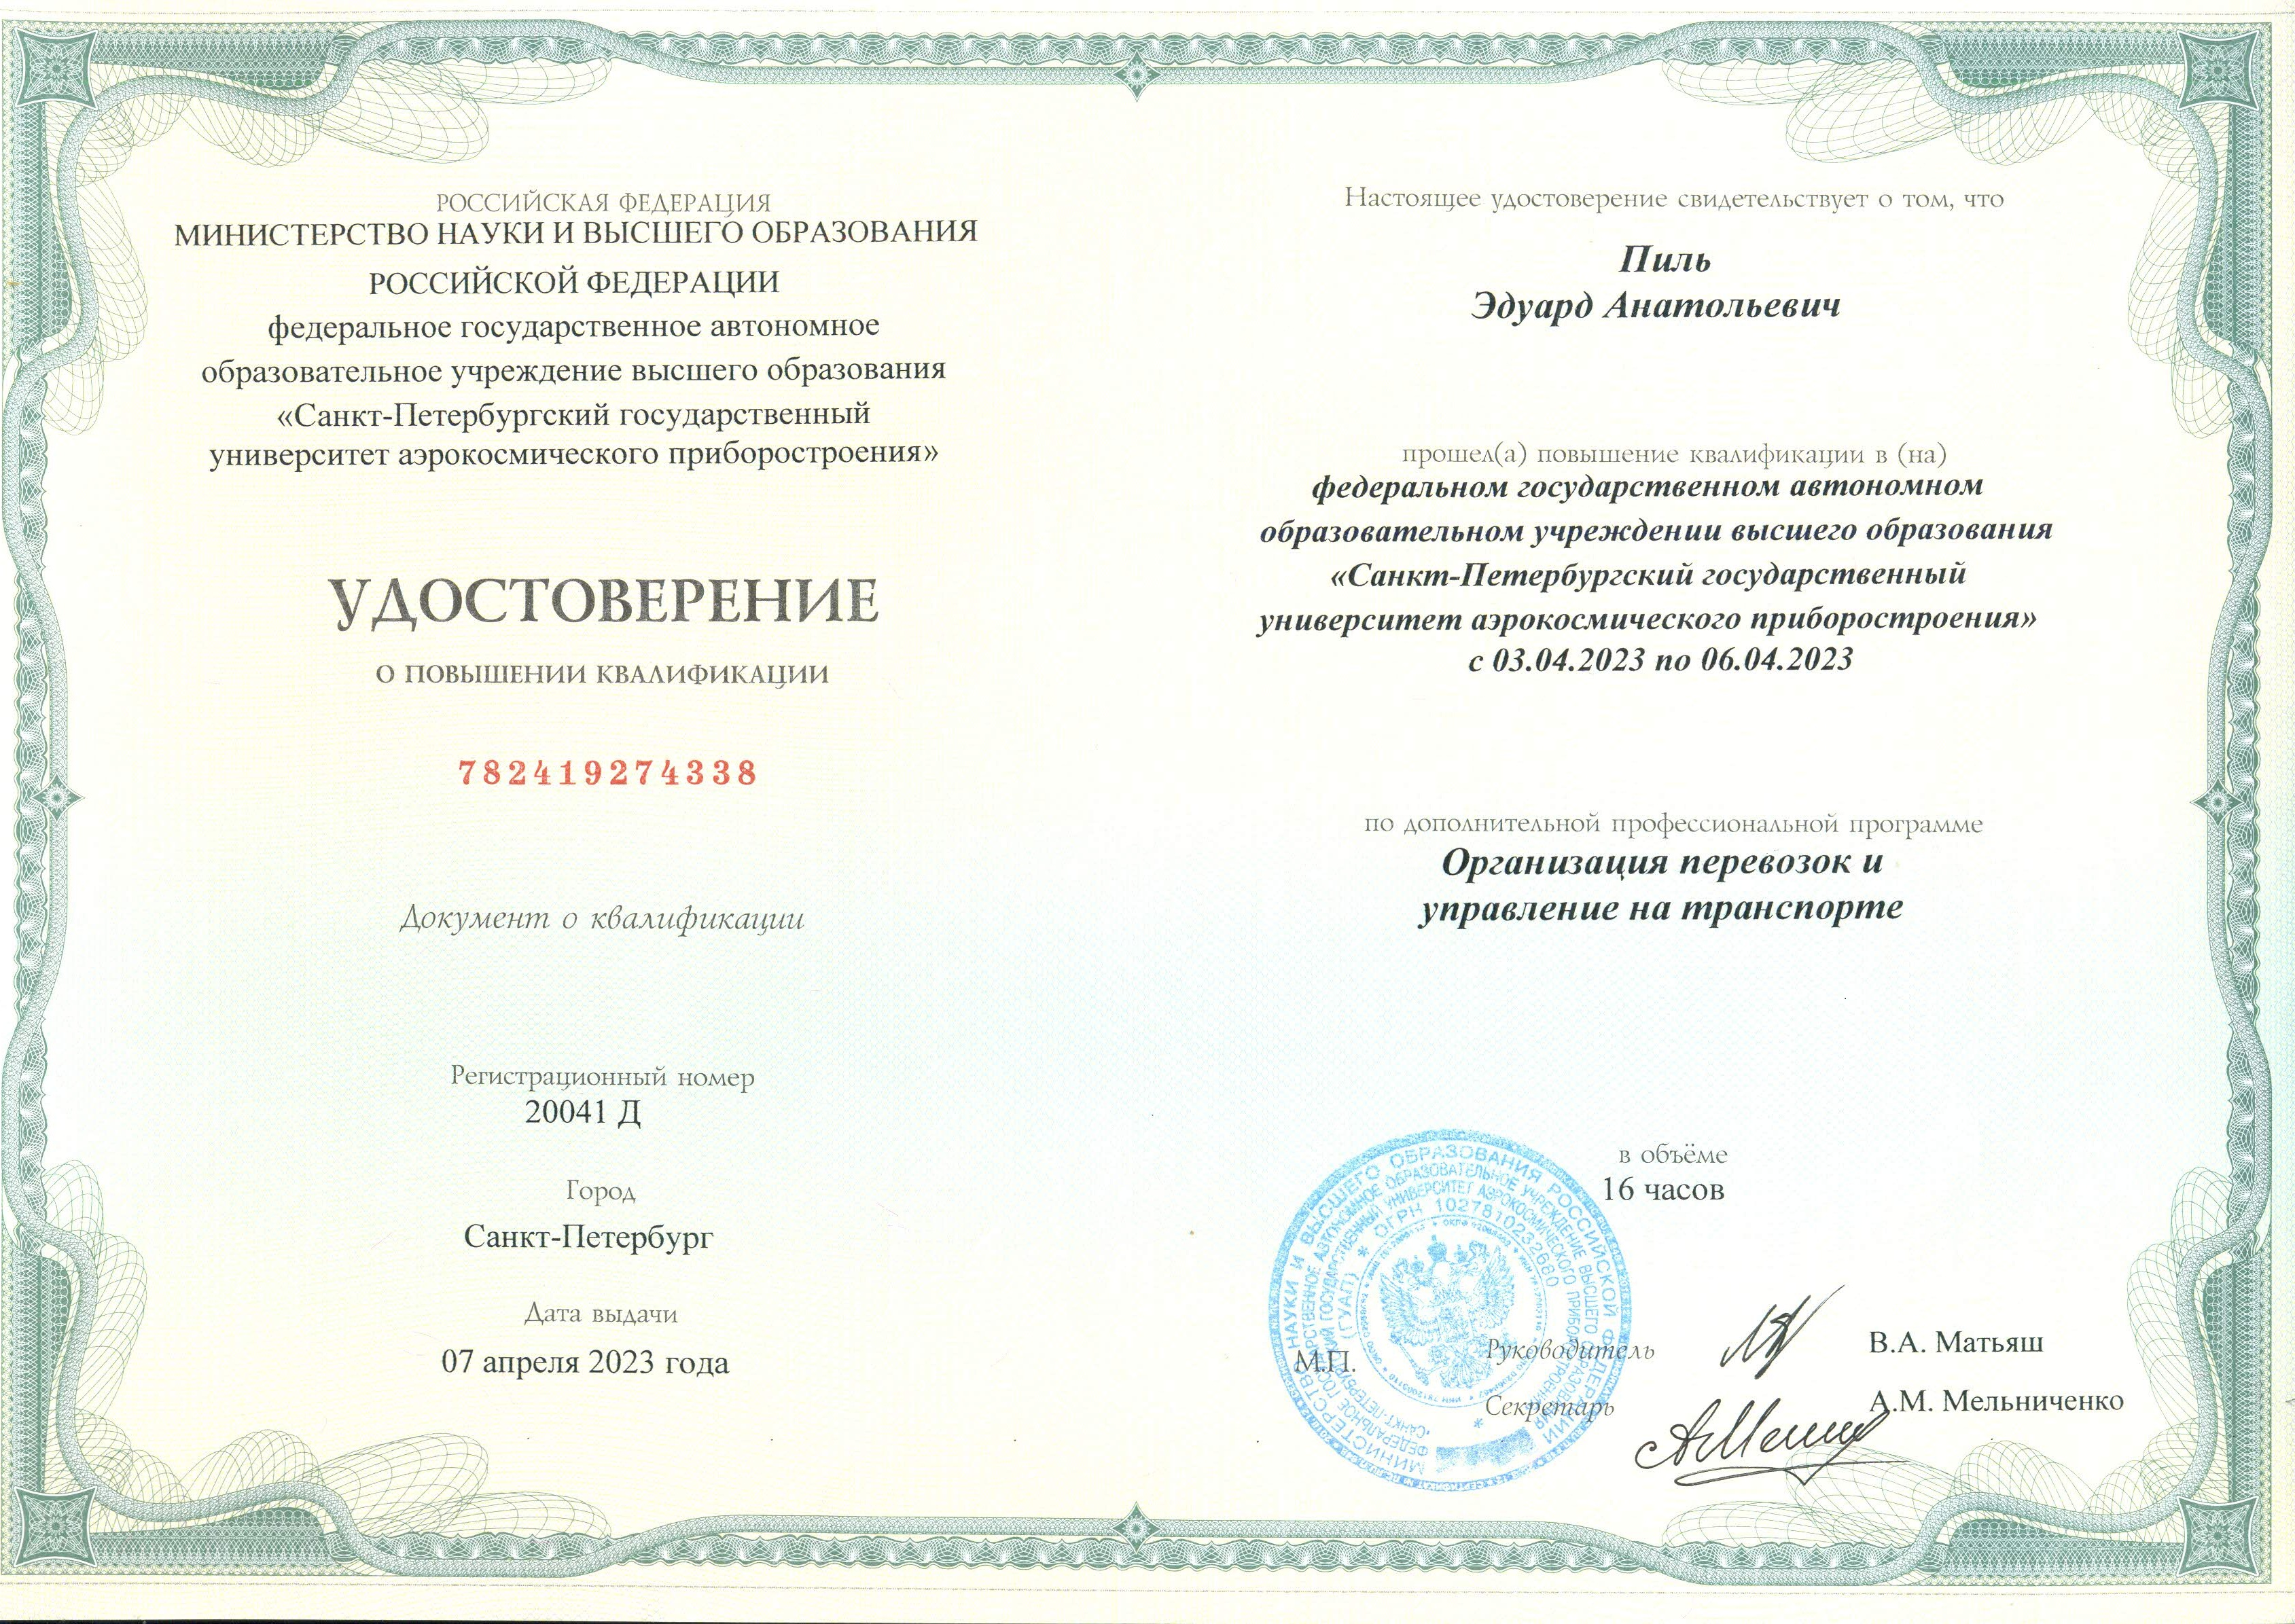 РОССИЙСКАЯ ФЕДЕРАЦИЯ
МИНИСТЕРСТВО НАУКИ И ВЫСШЕГО ОБРАЗОВАНИЯ
РОССИЙСКОЙ ФЕДЕРАЦИИ
федеральное государственное автономное
образовательное учреждение высшего образования
«Санкт-Петербургский государственный
университет аэрокосмического приборостроения»
УДОСТОВЕРЕНИЕ
О ПОВЫШЕНИИ КВАЛИФИКАЦИИ
782419274338
Документ о квалификации
Регистрационный номер
20041 Д
Город
Санкт-Петербург
Дата выдачи
07 апреля 2023 года
Настоящее удостоверение свидетельствует о том, что
Пиль
Эдуард Анатольевич
прошел(а) повышение квалификации в (на)
федеральном государственном автономном
образовательном учреждении высшего образования
«Санкт-Петербургский государственный
университет аэрокосмического приборостроения»
с 03.04.2023 по 06.04.2023
по дополнительной профессиональной программе
Организация перевозок и
управление на транспорте
в объёме
16 часов
МИНИСТЕРСТВО НАУКИ И ВЫСШЕГО ОБРАЗОВАНИЯ РОССИЙСКОЙ ФЕДЕРАЦИИ
ФЕДЕРАЛЬНОЕ ГОСУДАРСТВЕННОЕ АВТОНОМНОЕ ОБРАЗОВАТЕЛЬНОЕ УЧРЕЖДЕНИЕ ВЫСШЕГО ОБРАЗОВАНИЯ
«САНКТ-ПЕТЕРБУРГСКИЙ ГОСУДАРСТВЕННЫЙ УНИВЕРСИТЕТ АЭРОКОСМИЧЕСКОГО ПРИБОРОСТРОЕНИЯ»
(ГУАП) * ОГРН 1027810232680 *
М.П.
Руководитель
В.А. Матьяш
Секретарь
А.М. Мельниченко